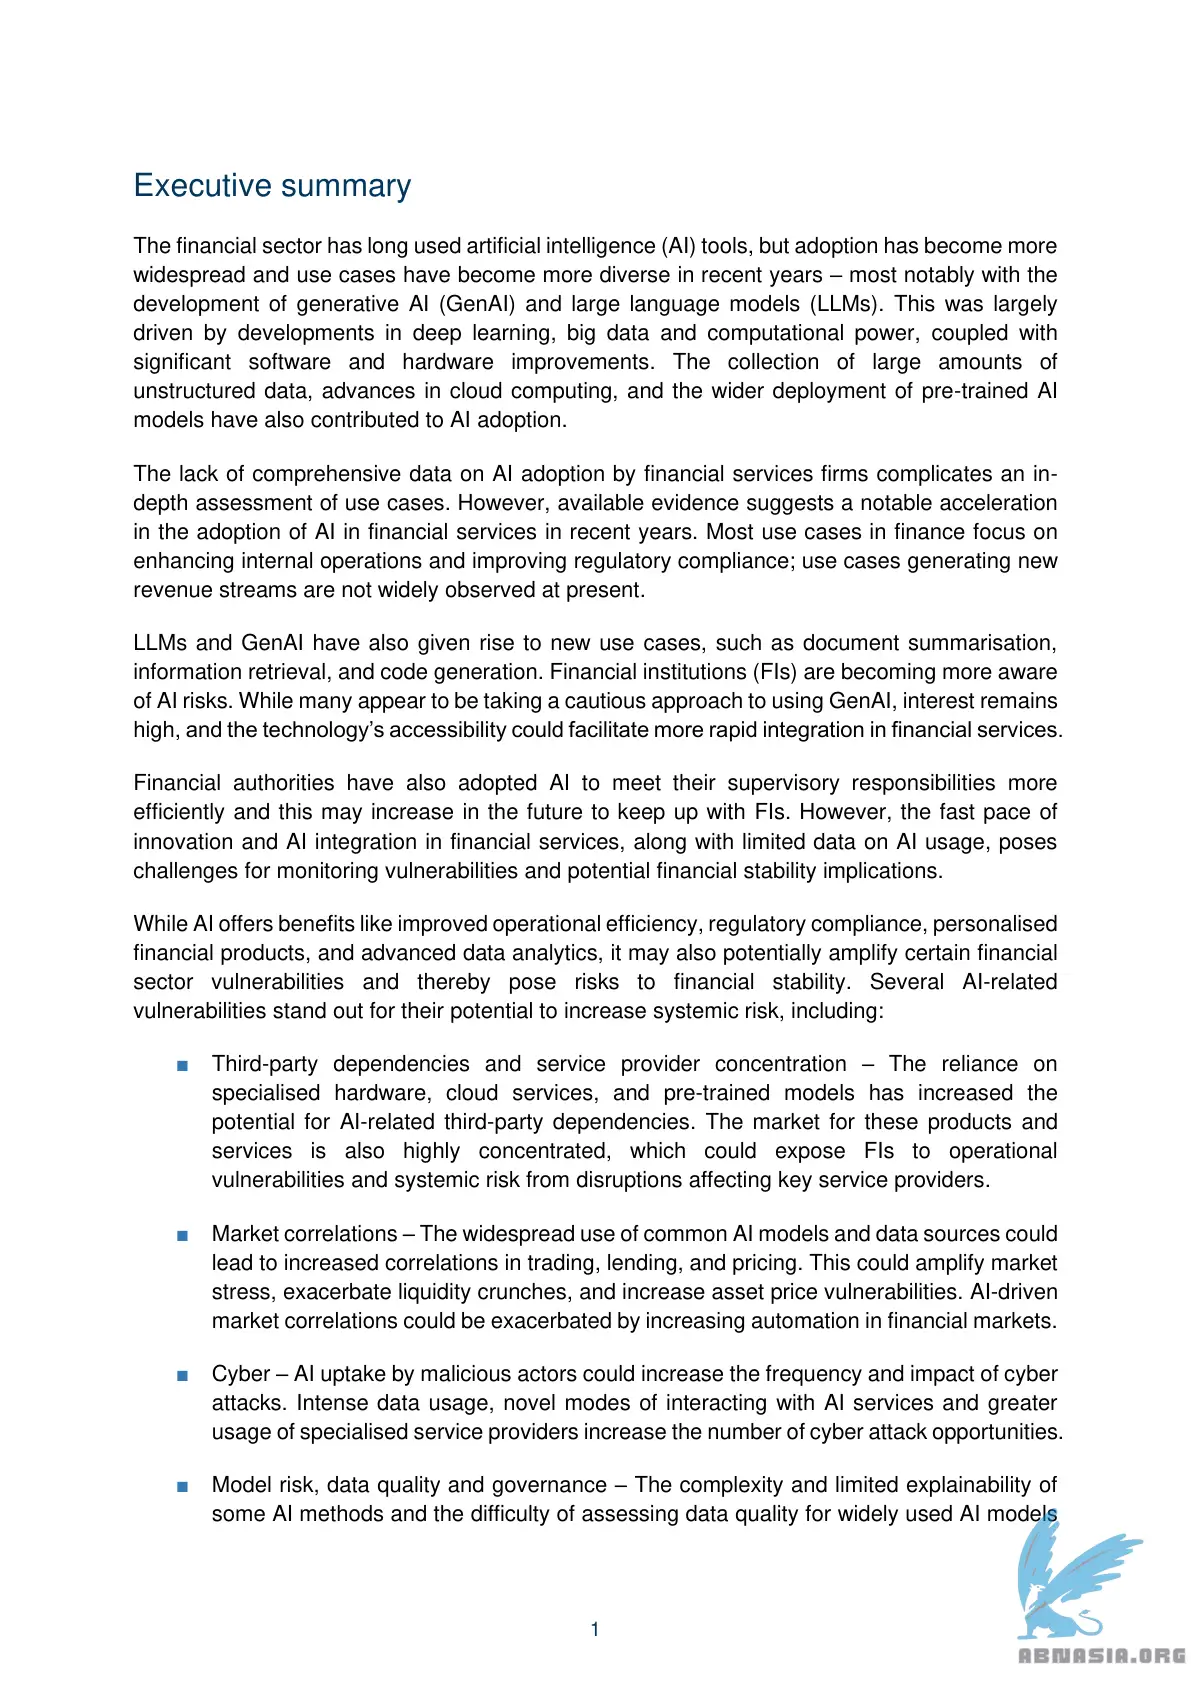 Executive summary
The financial sector has long used artificial intelligence (AI) tools, but adoption has become more
widespread and use cases have become more diverse in recent years – most notably with the
development of generative AI (GenAI) and large language models (LLMs). This was largely
driven by developments in deep learning, big data and computational power, coupled with
significant software and hardware improvements. The collection of large amounts of
unstructured data, advances in cloud computing, and the wider deployment of pre-trained AI
models have also contributed to AI adoption.
The lack of comprehensive data on AI adoption by financial services firms complicates an in-
depth assessment of use cases. However, available evidence suggests a notable acceleration
in the adoption of AI in financial services in recent years. Most use cases in finance focus on
enhancing internal operations and improving regulatory compliance; use cases generating new
revenue streams are not widely observed at present.
LLMs and GenAI have also given rise to new use cases, such as document summarisation,
information retrieval, and code generation. Financial institutions (FIs) are becoming more aware
of AI risks. While many appear to be taking a cautious approach to using GenAI, interest remains
high, and the technology’s accessibility could facilitate more rapid integration in financial services.
Financial authorities have also adopted AI to meet their supervisory responsibilities more
efficiently and this may increase in the future to keep up with FIs. However, the fast pace of
innovation and AI integration in financial services, along with limited data on AI usage, poses
challenges for monitoring vulnerabilities and potential financial stability implications.
While AI offers benefits like improved operational efficiency, regulatory compliance, personalised
financial products, and advanced data analytics, it may also potentially amplify certain financial
sector vulnerabilities and thereby pose risks to financial stability. Several AI-related
vulnerabilities stand out for their potential to increase systemic risk, including:
■ Third-party dependencies and service provider concentration – The reliance on
specialised hardware, cloud services, and pre-trained models has increased the
potential for AI-related third-party dependencies. The market for these products and
services is also highly concentrated, which could expose FIs to operational
vulnerabilities and systemic risk from disruptions affecting key service providers.
■ Market correlations – The widespread use of common AI models and data sources could
lead to increased correlations in trading, lending, and pricing. This could amplify market
stress, exacerbate liquidity crunches, and increase asset price vulnerabilities. AI-driven
market correlations could be exacerbated by increasing automation in financial markets.
■ Cyber – AI uptake by malicious actors could increase the frequency and impact of cyber
attacks. Intense data usage, novel modes of interacting with AI services and greater
usage of specialised service providers increase the number of cyber attack opportunities.
■ Model risk, data quality and governance – The complexity and limited explainability of
some AI methods and the difficulty of assessing data quality for widely used AI models
1
ABNASIA.ORG